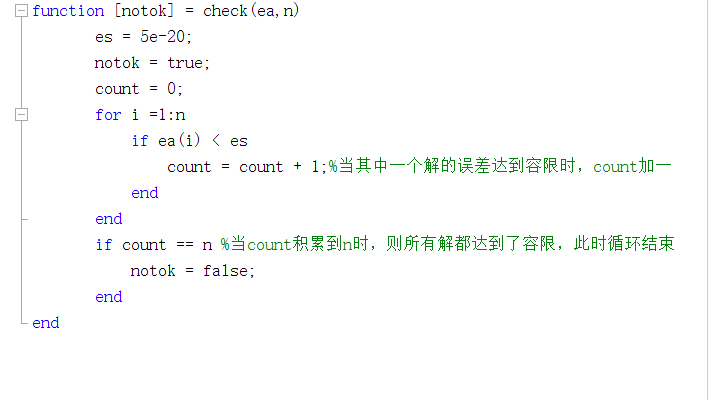 function [notok] = check(ea,n)
es = 5e-20;
notok = true;
count = 0;
for i =1:n
if ea(i) < es
count = count + 1;%当其中一个解的误差达到容限时，count加一
end
end
if count == n %当count积累到n时，则所有解都达到了容限，此时循环结束
notok = false;
end
end